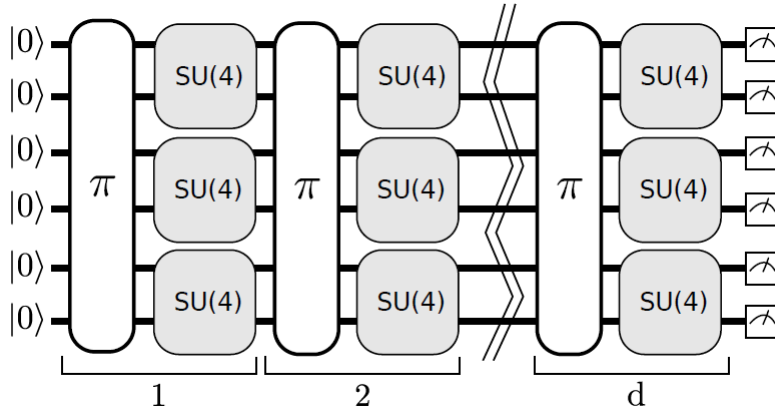 |0⟩ SU(4) SU(4) SU(4)
|0⟩
|0⟩ π SU(4) π SU(4) π SU(4)
|0⟩
|0⟩ SU(4) SU(4) SU(4)
|0⟩
1 2 d